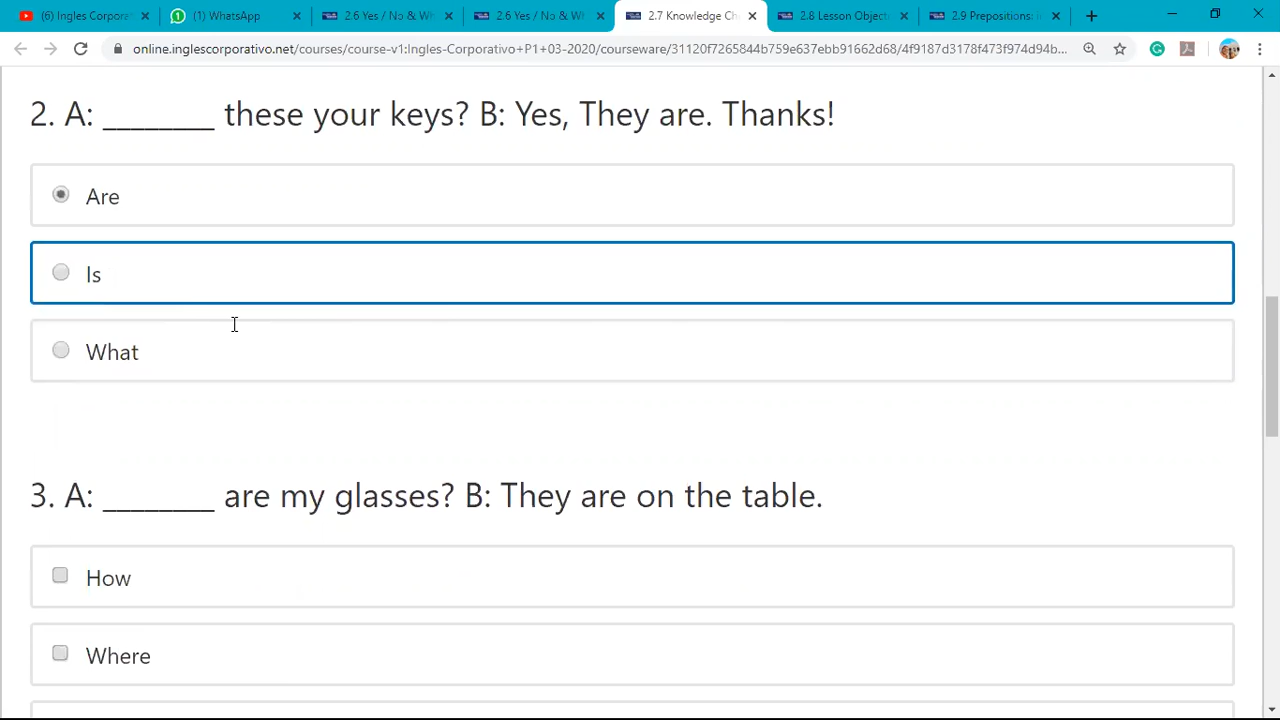 (6) Ingles Corporat
(1) WhatsApp
2.6 Yes / No & Wh
2.6 Yes / No & Wh
2.7 Knowledge Ch
2.8 Lesson Objecti
2.9 Prepositions: in
online.inglescorporativo.net/courses/course-v1:Ingles-Corporativo+P1+03-2020/courseware/31120f7265844b759e637ebb91662d68/4f9187d3178f473f974d94b...
2. A: ________ these your keys? B: Yes, They are. Thanks!
Are
Is
What
3. A: ________ are my glasses? B: They are on the table.
How
Where